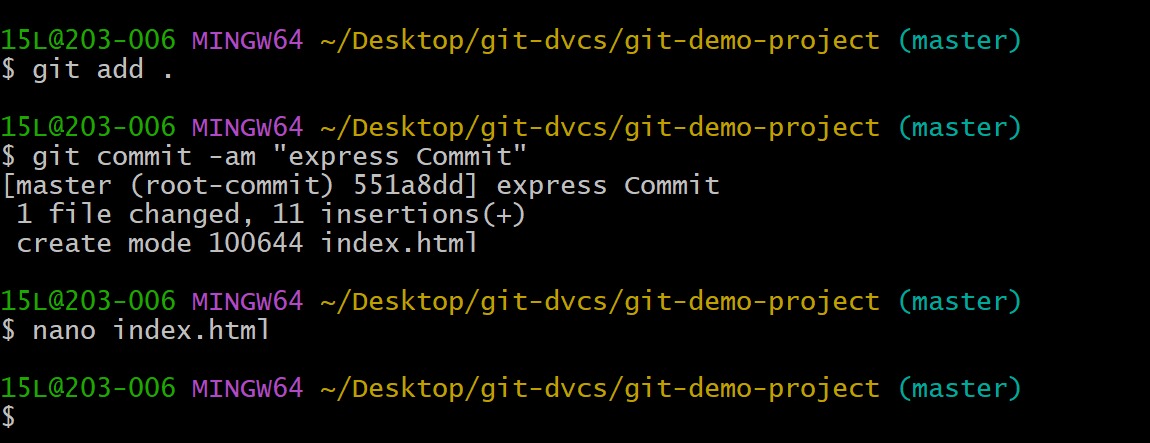 15L@203-006 MINGW64 ~/Desktop/git-dvcs/git-demo-project (master)
$ git add .
15L@203-006 MINGW64 ~/Desktop/git-dvcs/git-demo-project (master)
$ git commit -am "express Commit"
[master (root-commit) 551a8dd] express Commit
 1 file changed, 11 insertions(+)
 create mode 100644 index.html
15L@203-006 MINGW64 ~/Desktop/git-dvcs/git-demo-project (master)
$ nano index.html
15L@203-006 MINGW64 ~/Desktop/git-dvcs/git-demo-project (master)
$